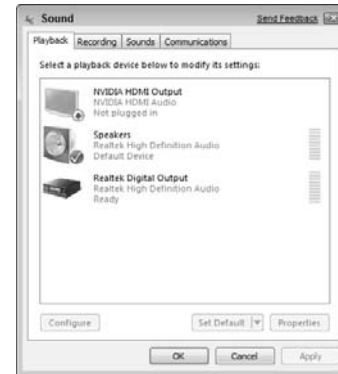 Sound
Send Feedback
Playback Recording Sounds Communications
Select a playback device below to modify its settings:
NVIDIA HDMI Output
NVIDIA HDMI Audio
Not plugged in
Speakers
Realtek High Definition Audio
Default Device
Realtek Digital Output
Realtek High Definition Audio
Ready
Configure Set Default Properties
OK Cancel Apply